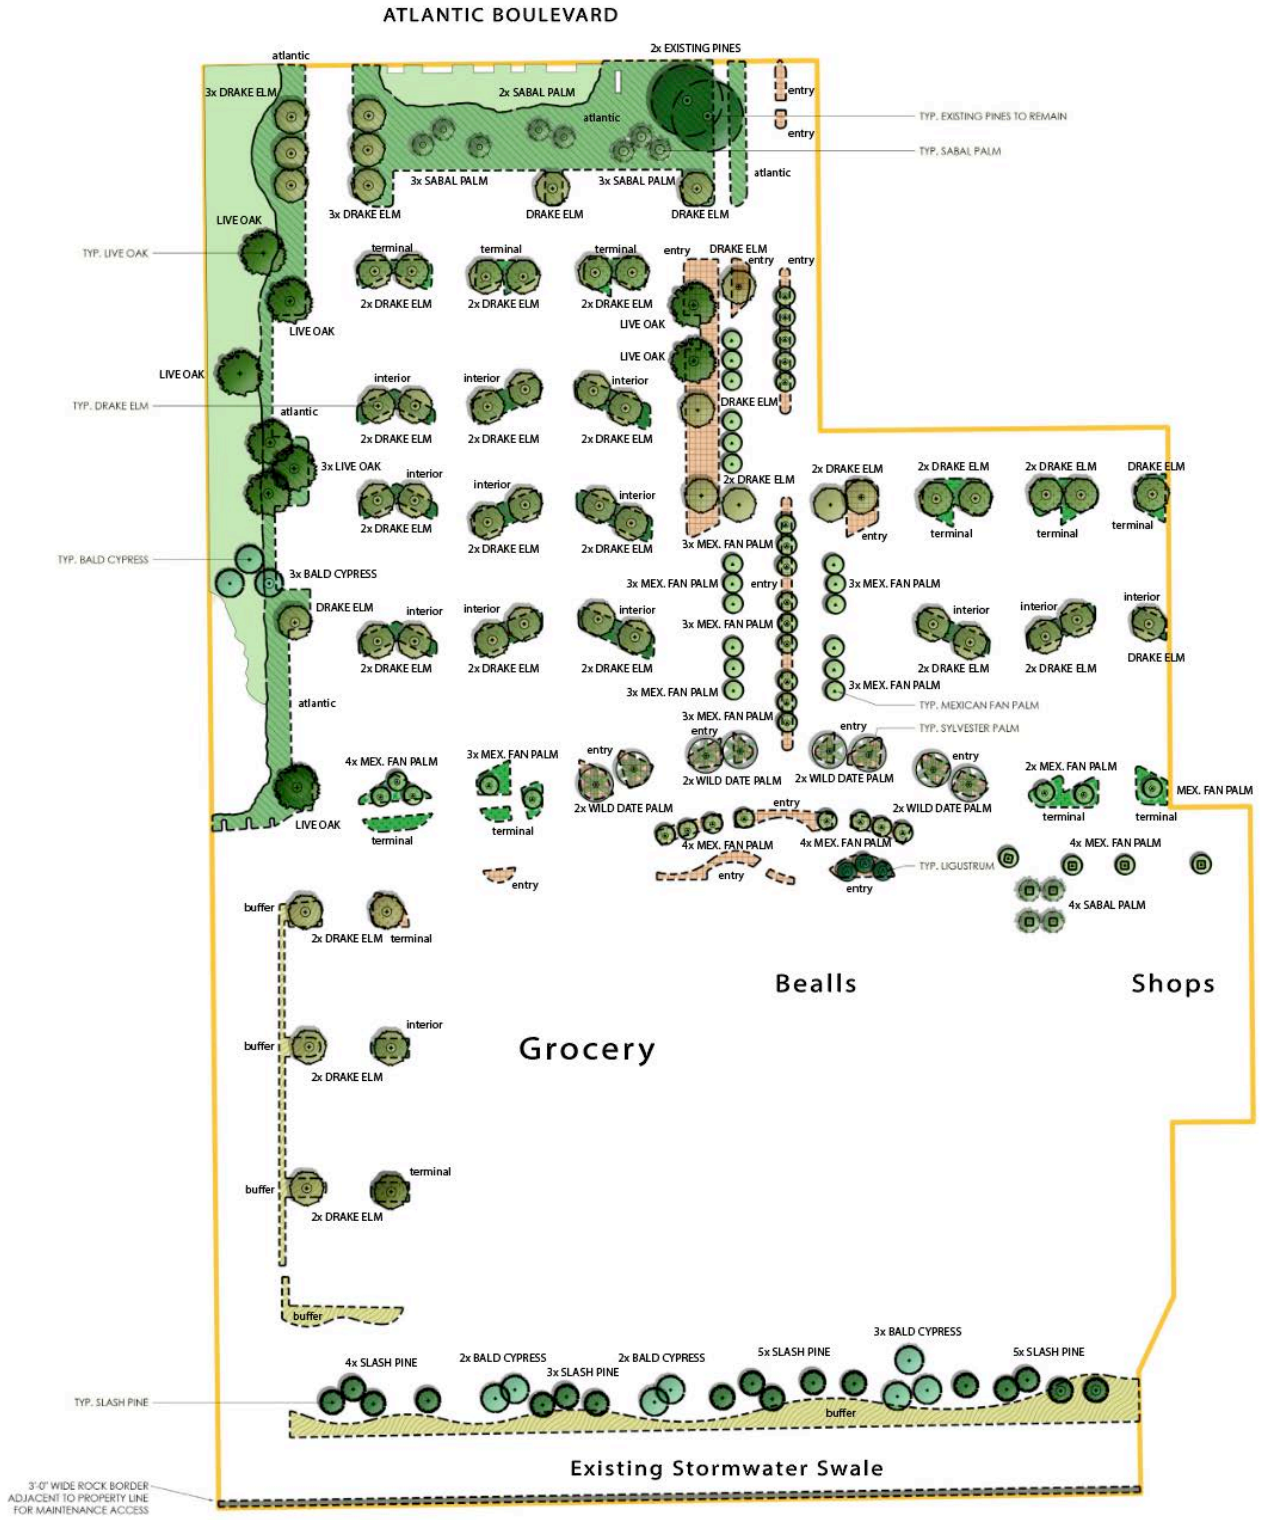 ATLANTIC BOULEVARD
2x EXISTING PINES
atlantic
3x DRAKE ELM
2x SABAL PALM
entry
atlantic
TYP. EXISTING PINES TO REMAIN
entry
TYP. SABAL PALM
atlantic
3x SABAL PALM
3x SABAL PALM
3x DRAKE ELM
DRAKE ELM
DRAKE ELM
LIVE OAK
TYP. LIVE OAK
terminal
terminal
terminal
entry
DRAKE ELM
entry
entry
2x DRAKE ELM
2x DRAKE ELM
2x DRAKE ELM
LIVE OAK
LIVE OAK
LIVE OAK
LIVE OAK
interior
interior
interior
TYP. DRAKE ELM
atlantic
DRAKE ELM
2x DRAKE ELM
2x DRAKE ELM
2x DRAKE ELM
3x LIVE OAK
interior
interior
interior
2x DRAKE ELM
2x DRAKE ELM
2x DRAKE ELM
2x DRAKE ELM
DRAKE ELM
2x DRAKE ELM
2x DRAKE ELM
2x DRAKE ELM
2x DRAKE ELM
entry
terminal
terminal
terminal
3x MEX. FAN PALM
TYP. BALD CYPRESS
3x BALD CYPRESS
3x MEX. FAN PALM
entry
3x MEX. FAN PALM
DRAKE ELM
interior
interior
interior
3x MEX. FAN PALM
interior
interior
interior
2x DRAKE ELM
2x DRAKE ELM
2x DRAKE ELM
2x DRAKE ELM
2x DRAKE ELM
DRAKE ELM
3x MEX. FAN PALM
3x MEX. FAN PALM
atlantic
TYP. MEXICAN FAN PALM
3x MEX. FAN PALM
entry
entry
TYP. SYLVESTER PALM
4x MEX. FAN PALM
3x MEX. FAN PALM
entry
entry
2x MEX. FAN PALM
2x WILD DATE PALM
2x WILD DATE PALM
MEX. FAN PALM
2x WILD DATE PALM
entry
2x WILD DATE PALM
LIVE OAK
terminal
terminal
terminal
terminal
4x MEX. FAN PALM
4x MEX. FAN PALM
4x MEX. FAN PALM
TYP. LIGUSTRUM
entry
entry
entry
buffer
4x SABAL PALM
2x DRAKE ELM
terminal
Bealls
Shops
interior
buffer
Grocery
2x DRAKE ELM
terminal
buffer
2x DRAKE ELM
buffer
3x BALD CYPRESS
4x SLASH PINE
2x BALD CYPRESS
3x SLASH PINE
2x BALD CYPRESS
5x SLASH PINE
5x SLASH PINE
TYP. SLASH PINE
buffer
Existing Stormwater Swale
3'-0" WIDE ROCK BORDER
ADJACENT TO PROPERTY LINE
FOR MAINTENANCE ACCESS